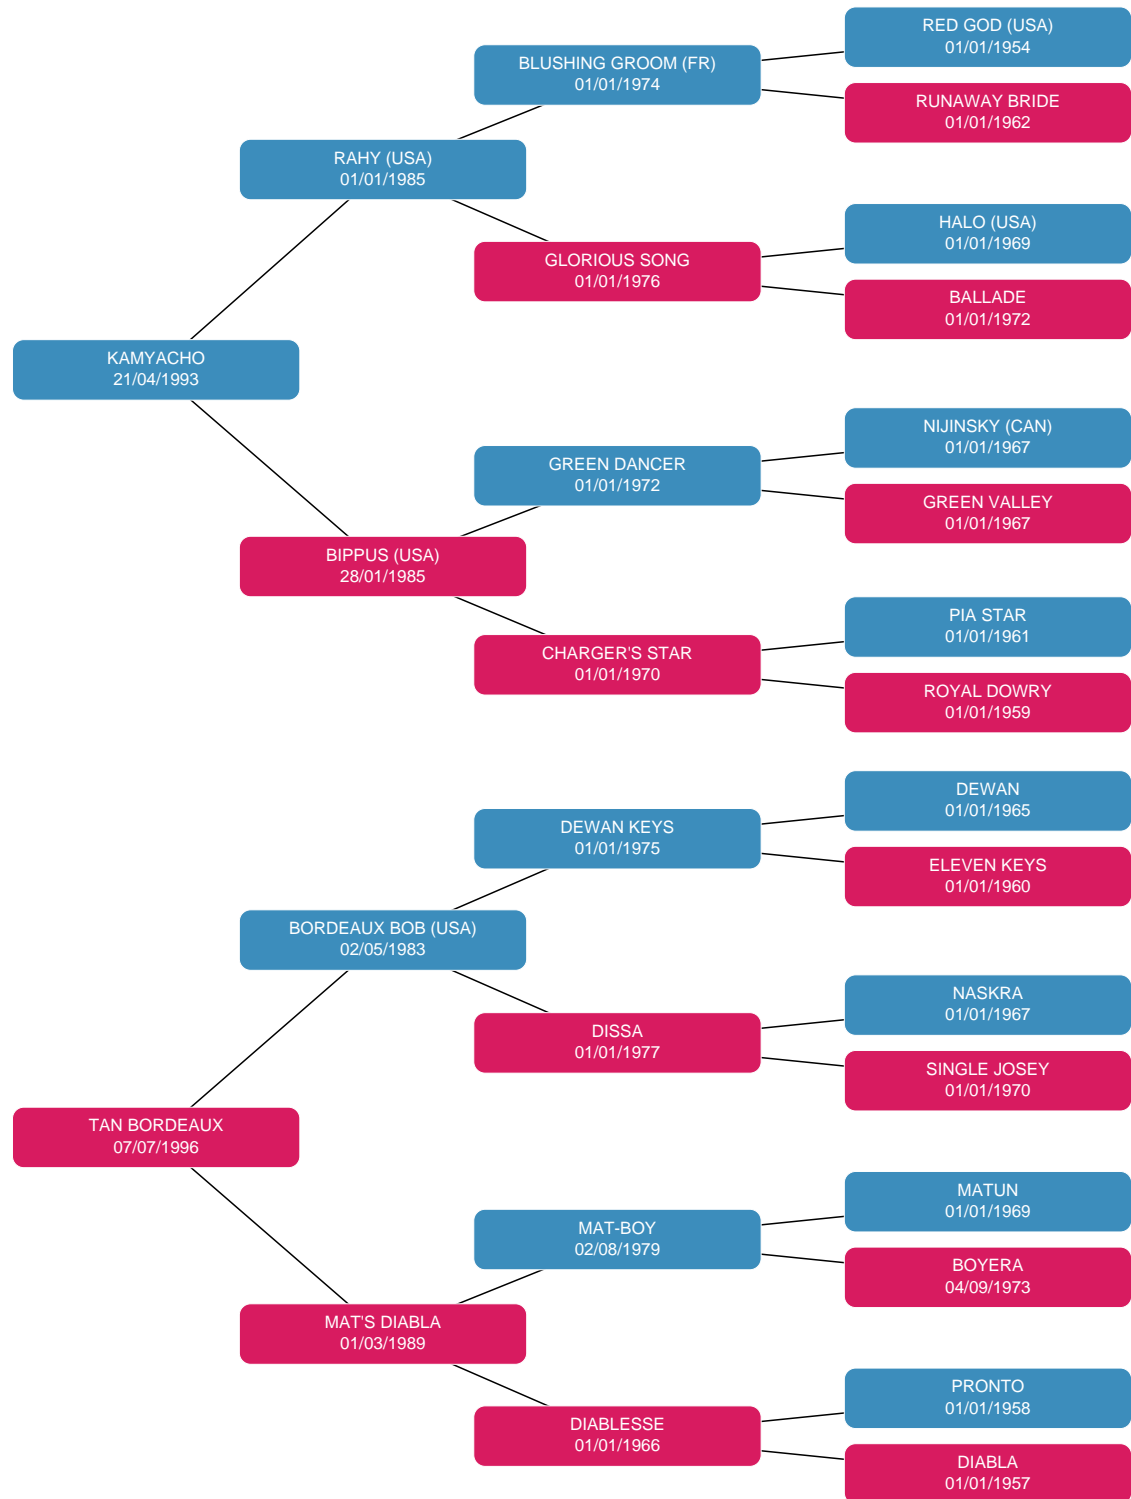 RED GOD (USA)
01/01/1954
BLUSHING GROOM (FR)
01/01/1974
RUNAWAY BRIDE
01/01/1962
RAHY (USA)
01/01/1985
HALO (USA)
01/01/1969
GLORIOUS SONG
01/01/1976
BALLADE
01/01/1972
KAMYACHO
21/04/1993
NIJINSKY (CAN)
01/01/1967
GREEN DANCER
01/01/1972
GREEN VALLEY
01/01/1967
BIPPUS (USA)
28/01/1985
PIA STAR
01/01/1961
CHARGER'S STAR
01/01/1970
ROYAL DOWRY
01/01/1959
DEWAN
01/01/1965
DEWAN KEYS
01/01/1975
ELEVEN KEYS
01/01/1960
BORDEAUX BOB (USA)
02/05/1983
NASKRA
01/01/1967
DISSA
01/01/1977
SINGLE JOSEY
01/01/1970
TAN BORDEAUX
07/07/1996
MATUN
01/01/1969
MAT-BOY
02/08/1979
BOYERA
04/09/1973
MAT'S DIABLA
01/03/1989
PRONTO
01/01/1958
DIABLESSE
01/01/1966
DIABLA
01/01/1957